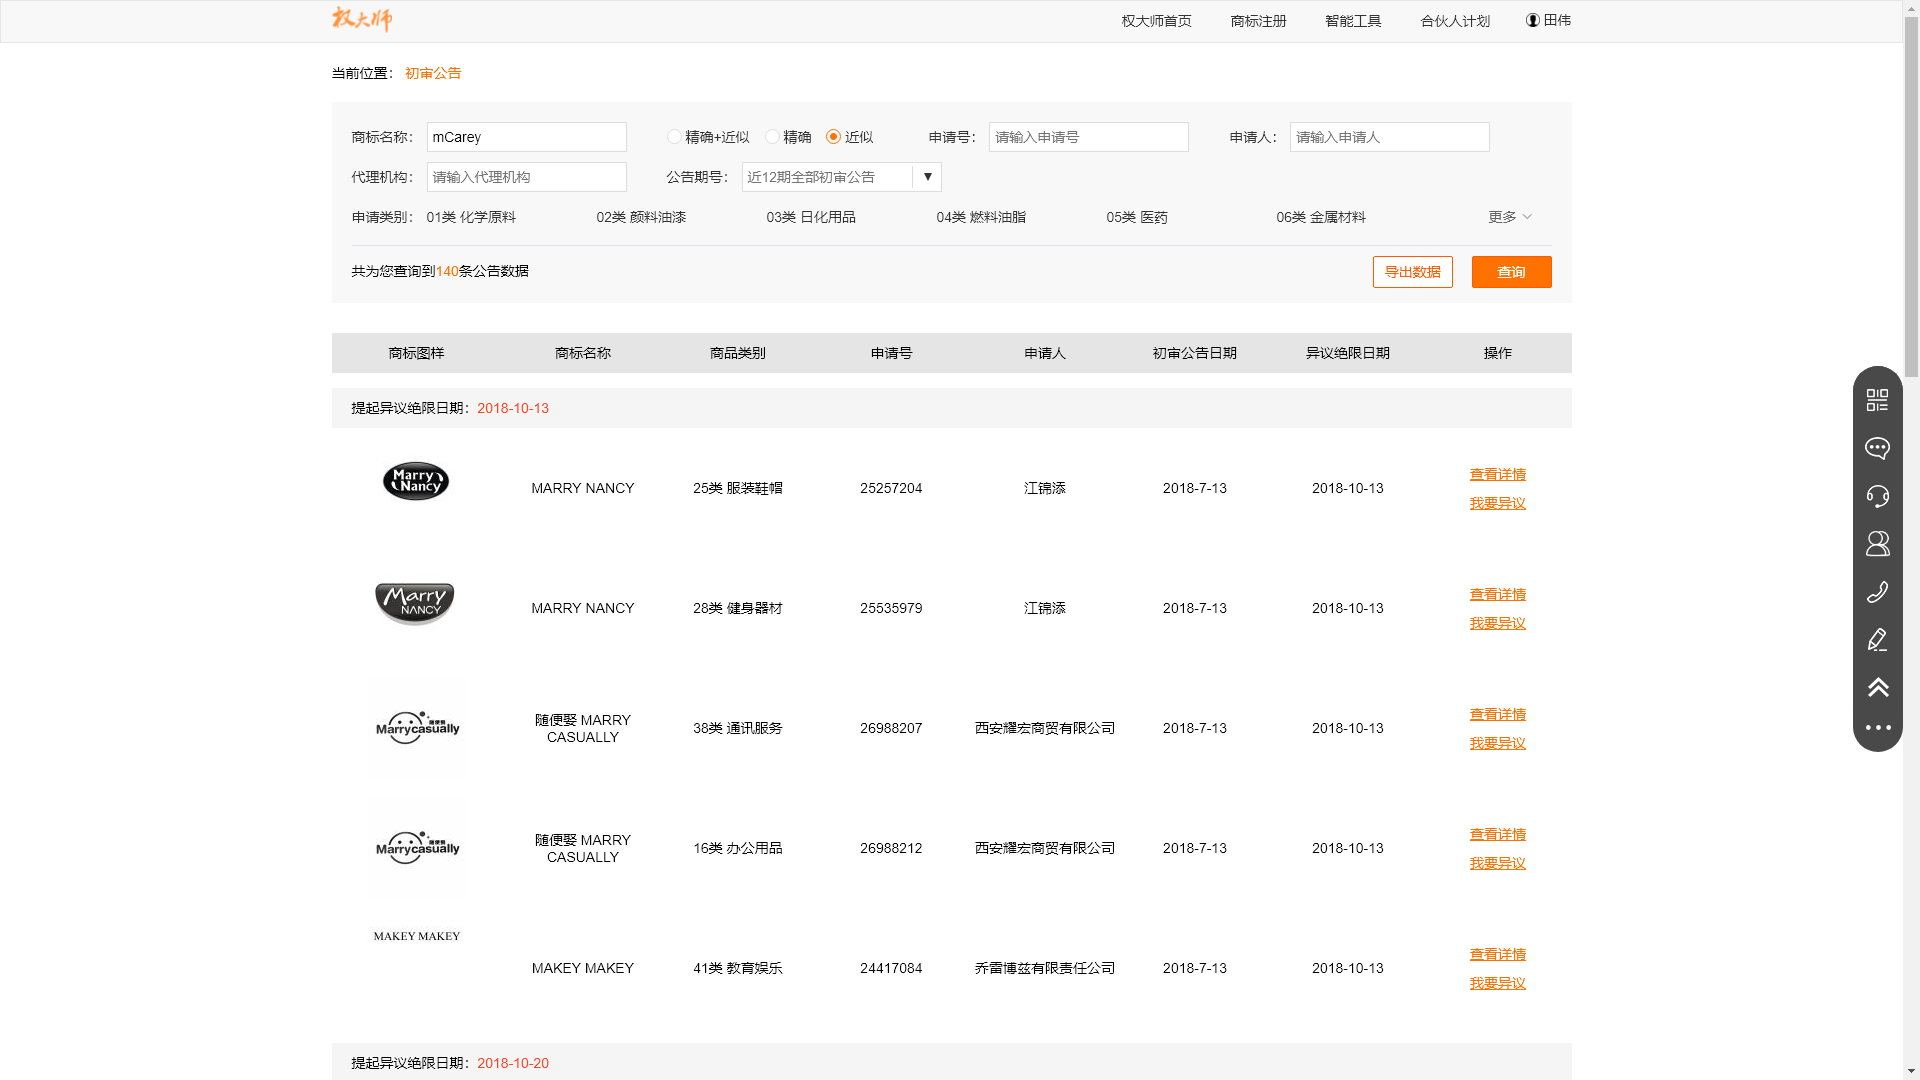 权大师
权大师首页 商标注册 智能工具 合伙人计划 田伟
当前位置： 初审公告
商标名称： mCarey 精确+近似 精确 近似 申请号： 请输入申请号 申请人： 请输入申请人
代理机构： 请输入代理机构 公告期号： 近12期全部初审公告 ▼
申请类别： 01类 化学原料 02类 颜料油漆 03类 日化用品 04类 燃料油脂 05类 医药 06类 金属材料 更多
共为您查询到140条公告数据 导出数据 查询
商标图样 商标名称 商品类别 申请号 申请人 初审公告日期 异议绝限日期 操作
提起异议绝限日期：2018-10-13
Marry
Nancy
MARRY NANCY 25类 服装鞋帽 25257204 江锦添 2018-7-13 2018-10-13 查看详情
我要异议
Marry
NANCY
MARRY NANCY 28类 健身器材 25535979 江锦添 2018-7-13 2018-10-13 查看详情
我要异议
随便娶
Marrycasually
随便娶 MARRY
CASUALLY
38类 通讯服务 26988207 西安耀宏商贸有限公司 2018-7-13 2018-10-13 查看详情
我要异议
随便娶
Marrycasually
随便娶 MARRY
CASUALLY
16类 办公用品 26988212 西安耀宏商贸有限公司 2018-7-13 2018-10-13 查看详情
我要异议
MAKEY MAKEY
MAKEY MAKEY 41类 教育娱乐 24417084 乔雷博兹有限责任公司 2018-7-13 2018-10-13 查看详情
我要异议
提起异议绝限日期：2018-10-20